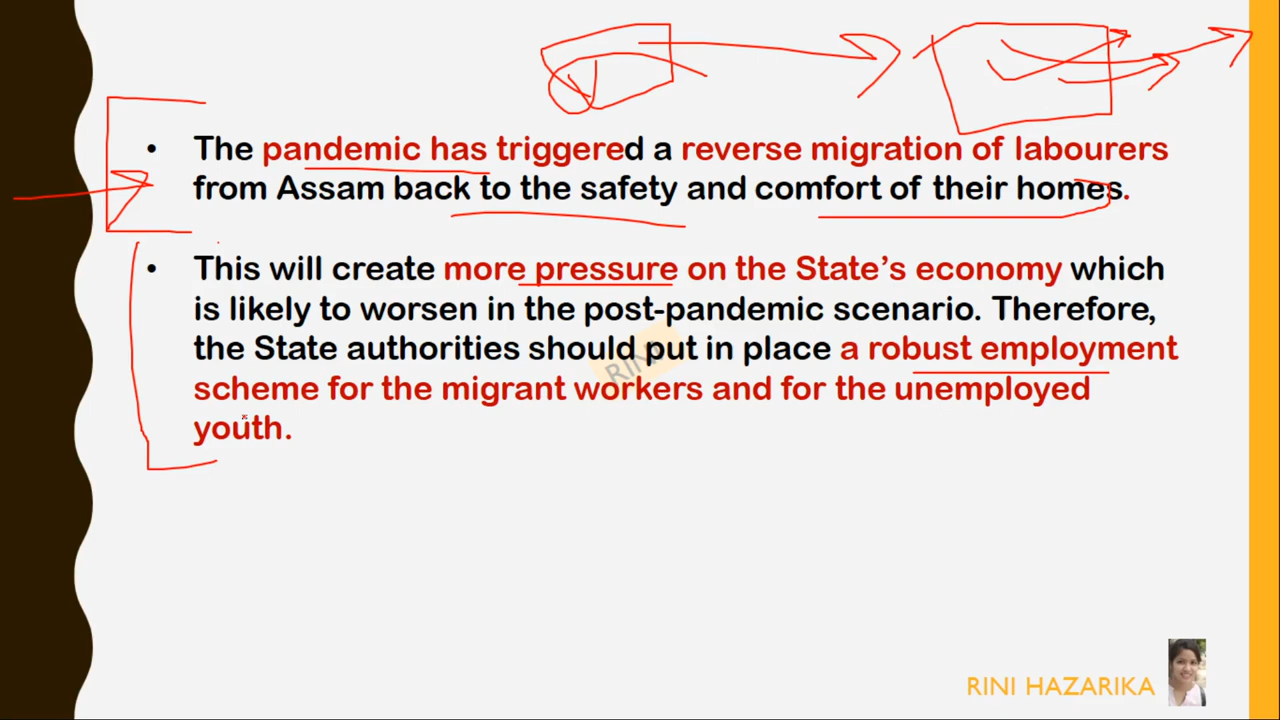 • The pandemic has triggered a reverse migration of labourers
from Assam back to the safety and comfort of their homes.
• This will create more pressure on the State's economy which
is likely to worsen in the post-pandemic scenario. Therefore,
the State authorities should put in place a robust employment
scheme for the migrant workers and for the unemployed
youth.
RINI
RINI HAZARIKA